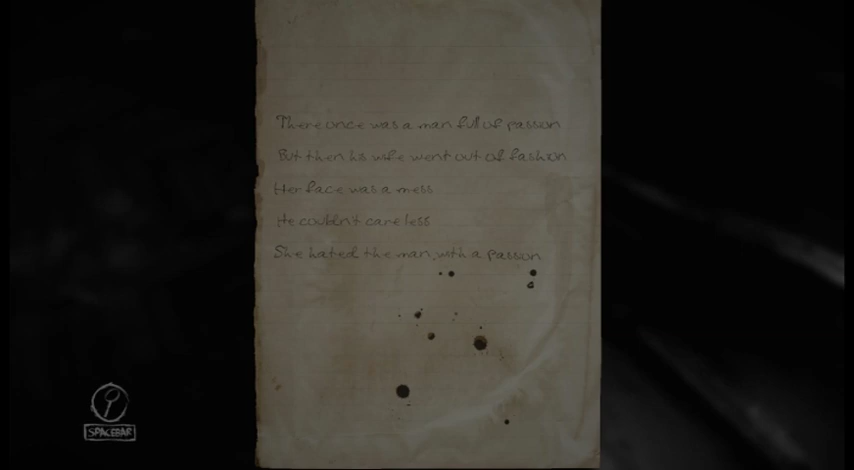 There once was a man full of passion
But then his wife went out of fashion
Her face was a mess
He couldn't care less
She hated the man, with a passion
SPACEBAR